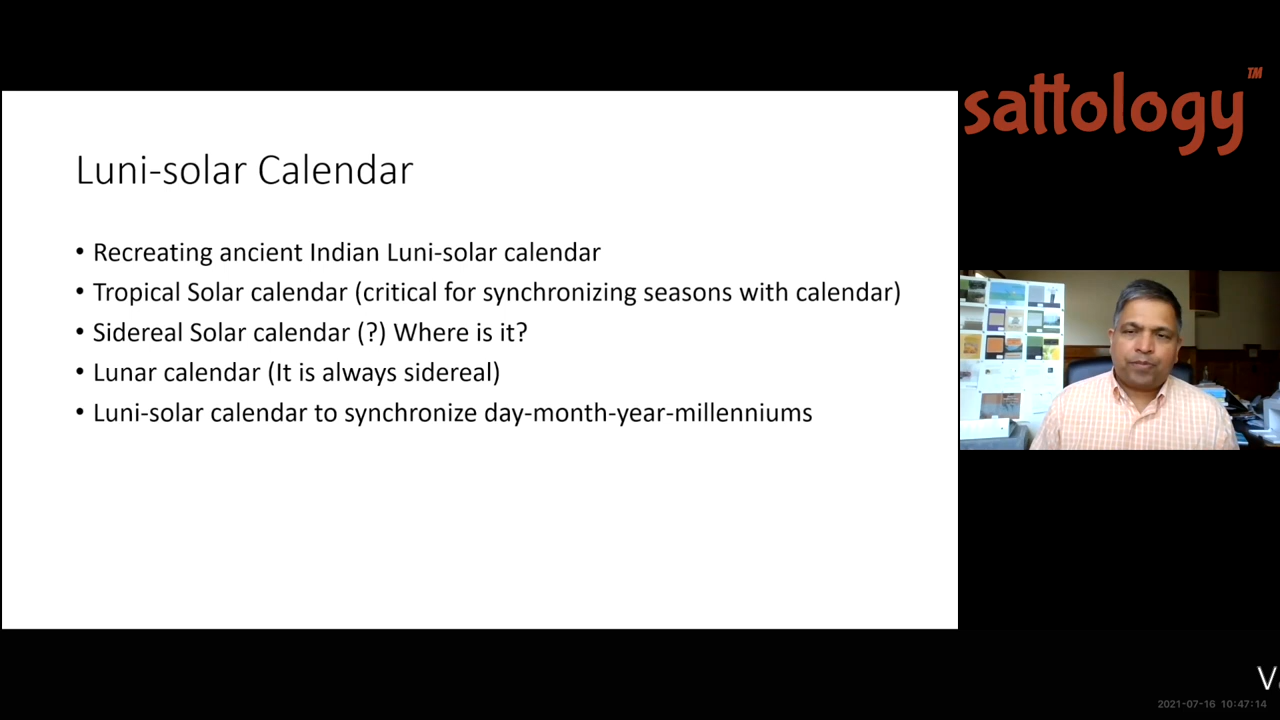 sattology™
Luni-solar Calendar
• Recreating ancient Indian Luni-solar calendar
• Tropical Solar calendar (critical for synchronizing seasons with calendar)
• Sidereal Solar calendar (?) Where is it?
• Lunar calendar (It is always sidereal)
• Luni-solar calendar to synchronize day-month-year-millenniums
2021-07-16 10:47:14